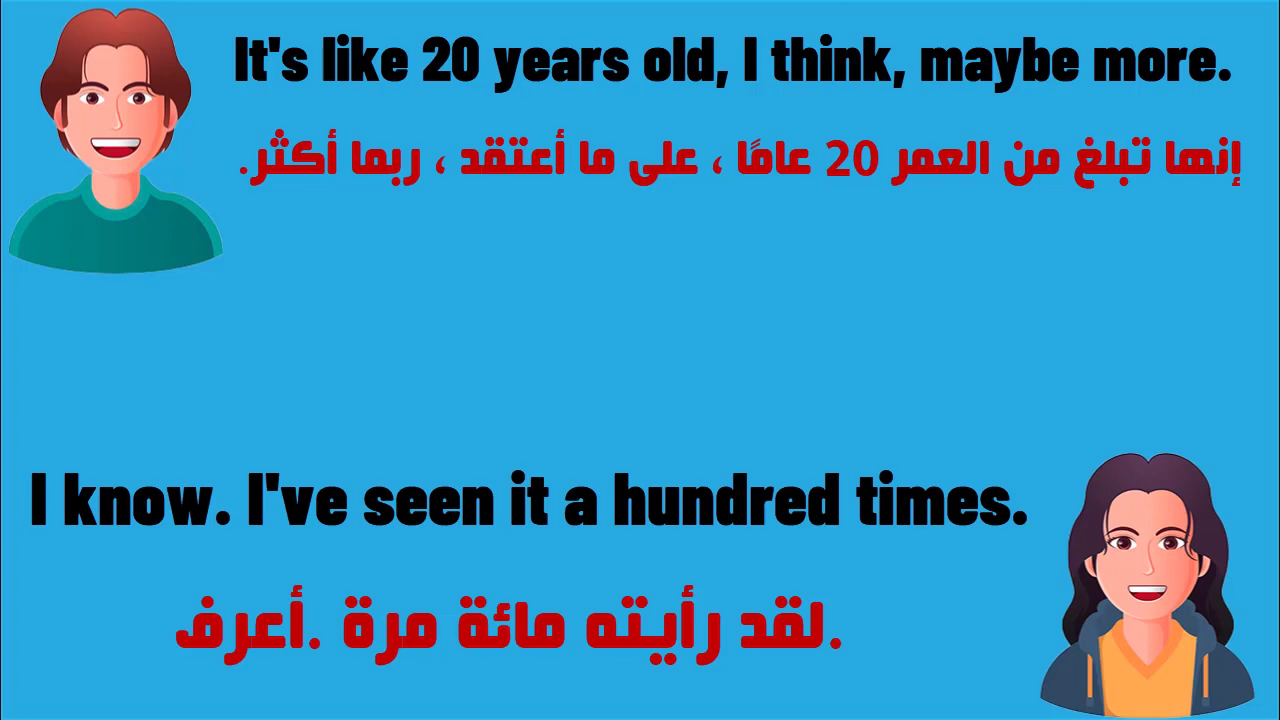 It's like 20 years old, I think, maybe more.
إنها تبلغ من العمر 20 عامًا ، على ما أعتقد ، ربما أكثر.
I know. I've seen it a hundred times.
.لقد رأيته مائة مرة .أعرف